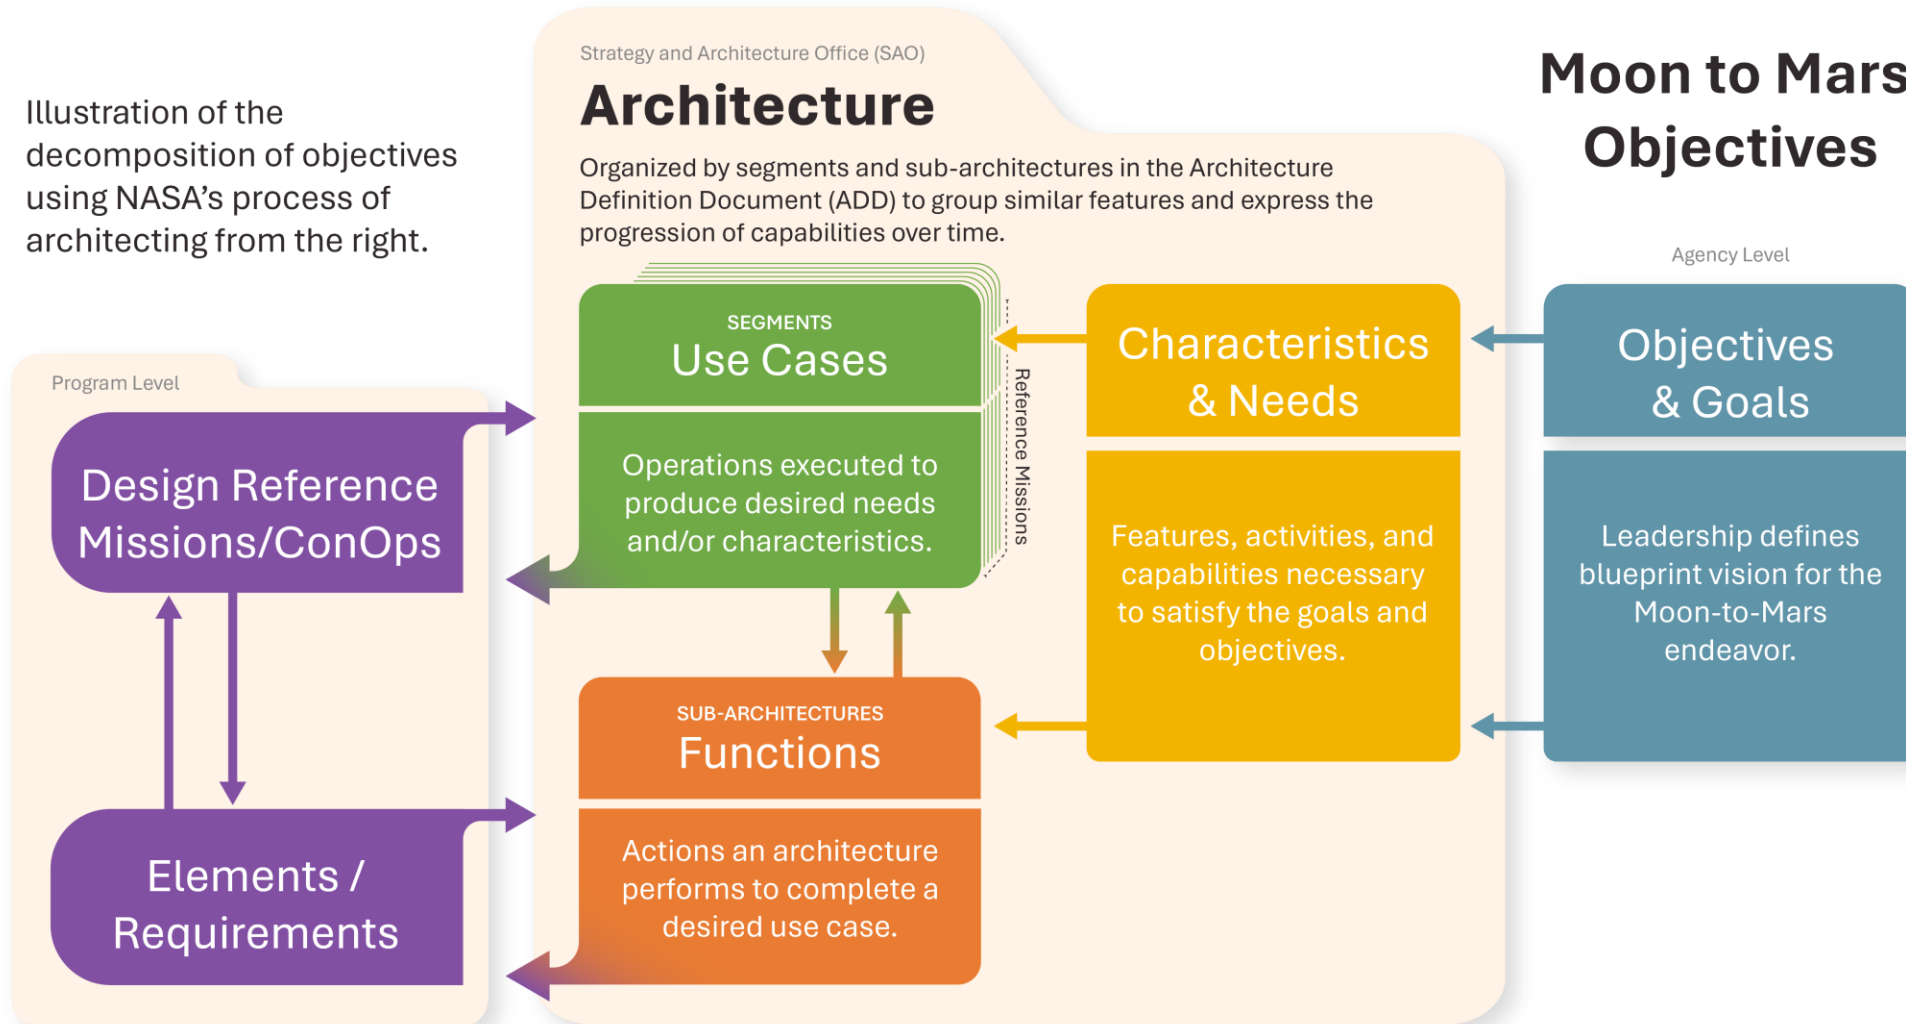 Illustration of the
decomposition of objectives
using NASA's process of
architecting from the right.
Strategy and Architecture Office (SAO)
Architecture
Organized by segments and sub-architectures in the Architecture
Definition Document (ADD) to group similar features and express the
progression of capabilities over time.
Moon to Mars
Objectives
Agency Level
Program Level
Design Reference
Missions/ConOps
Elements /
Requirements
SEGMENTS
Use Cases
Operations executed to
produce desired needs
and/or characteristics.
Reference Missions
SUB-ARCHITECTURES
Functions
Actions an architecture
performs to complete a
desired use case.
Characteristics
& Needs
Features, activities, and
capabilities necessary
to satisfy the goals and
objectives.
Objectives
& Goals
Leadership defines
blueprint vision for the
Moon-to-Mars
endeavor.